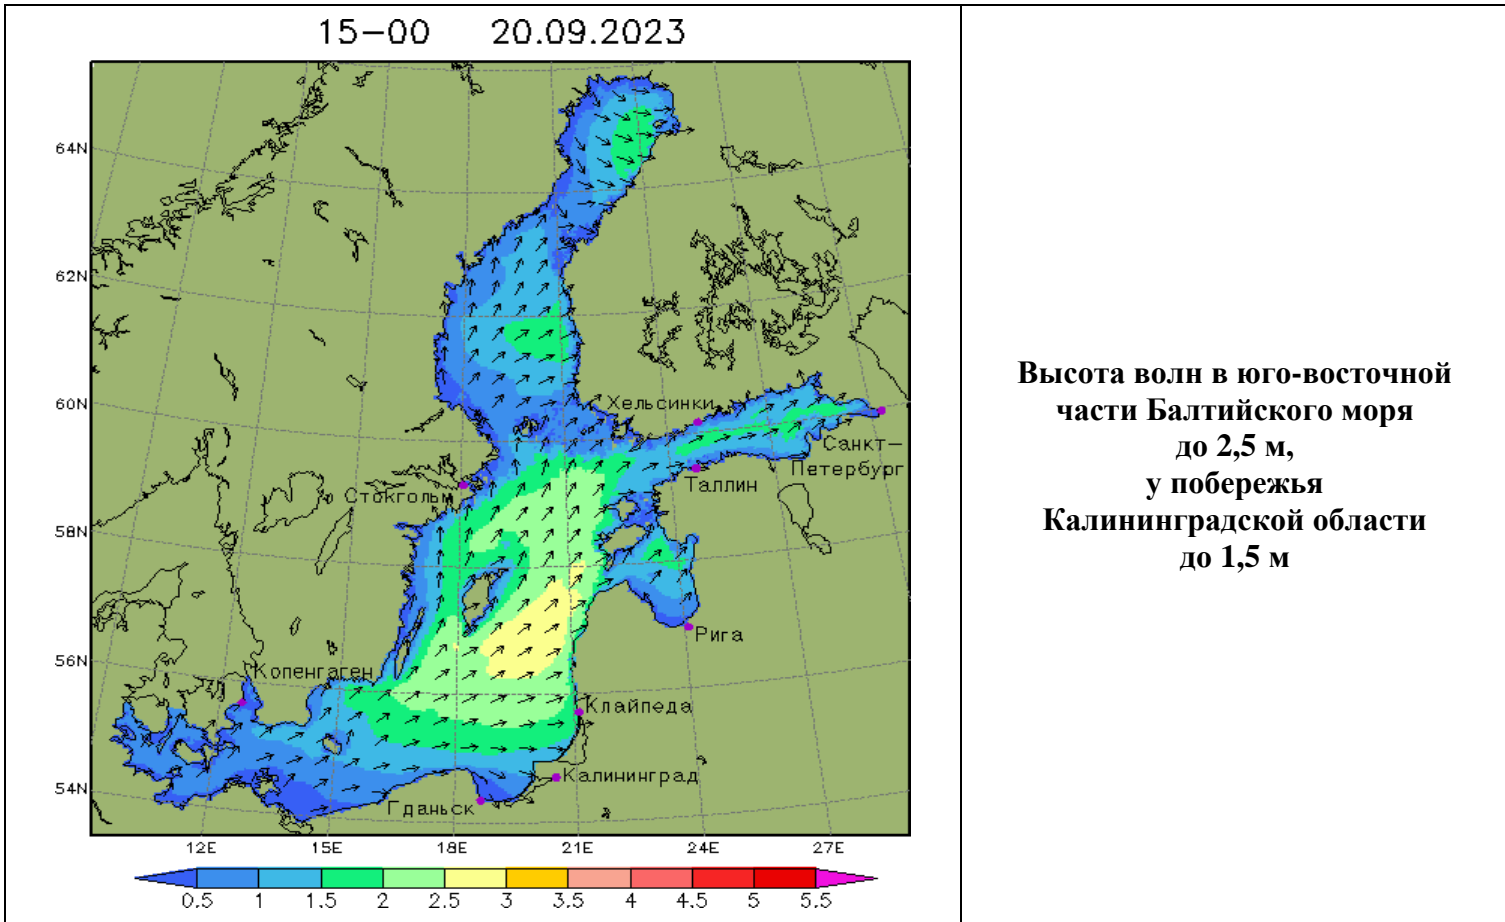 15-00 20.09.2023
64N
62N
60N
58N
56N
54N
Хельсинки
Санкт-
Петербург
Таллин
Стокгольм
Рига
Копенгаген
Клайпеда
Калининград
Гданьск
12E 15E 18E 21E 24E 27E
0.5 1 1.5 2 2.5 3 3.5 4 4.5 5 5.5
Высота волн в юго-восточной
части Балтийского моря
до 2,5 м,
у побережья
Калининградской области
до 1,5 м